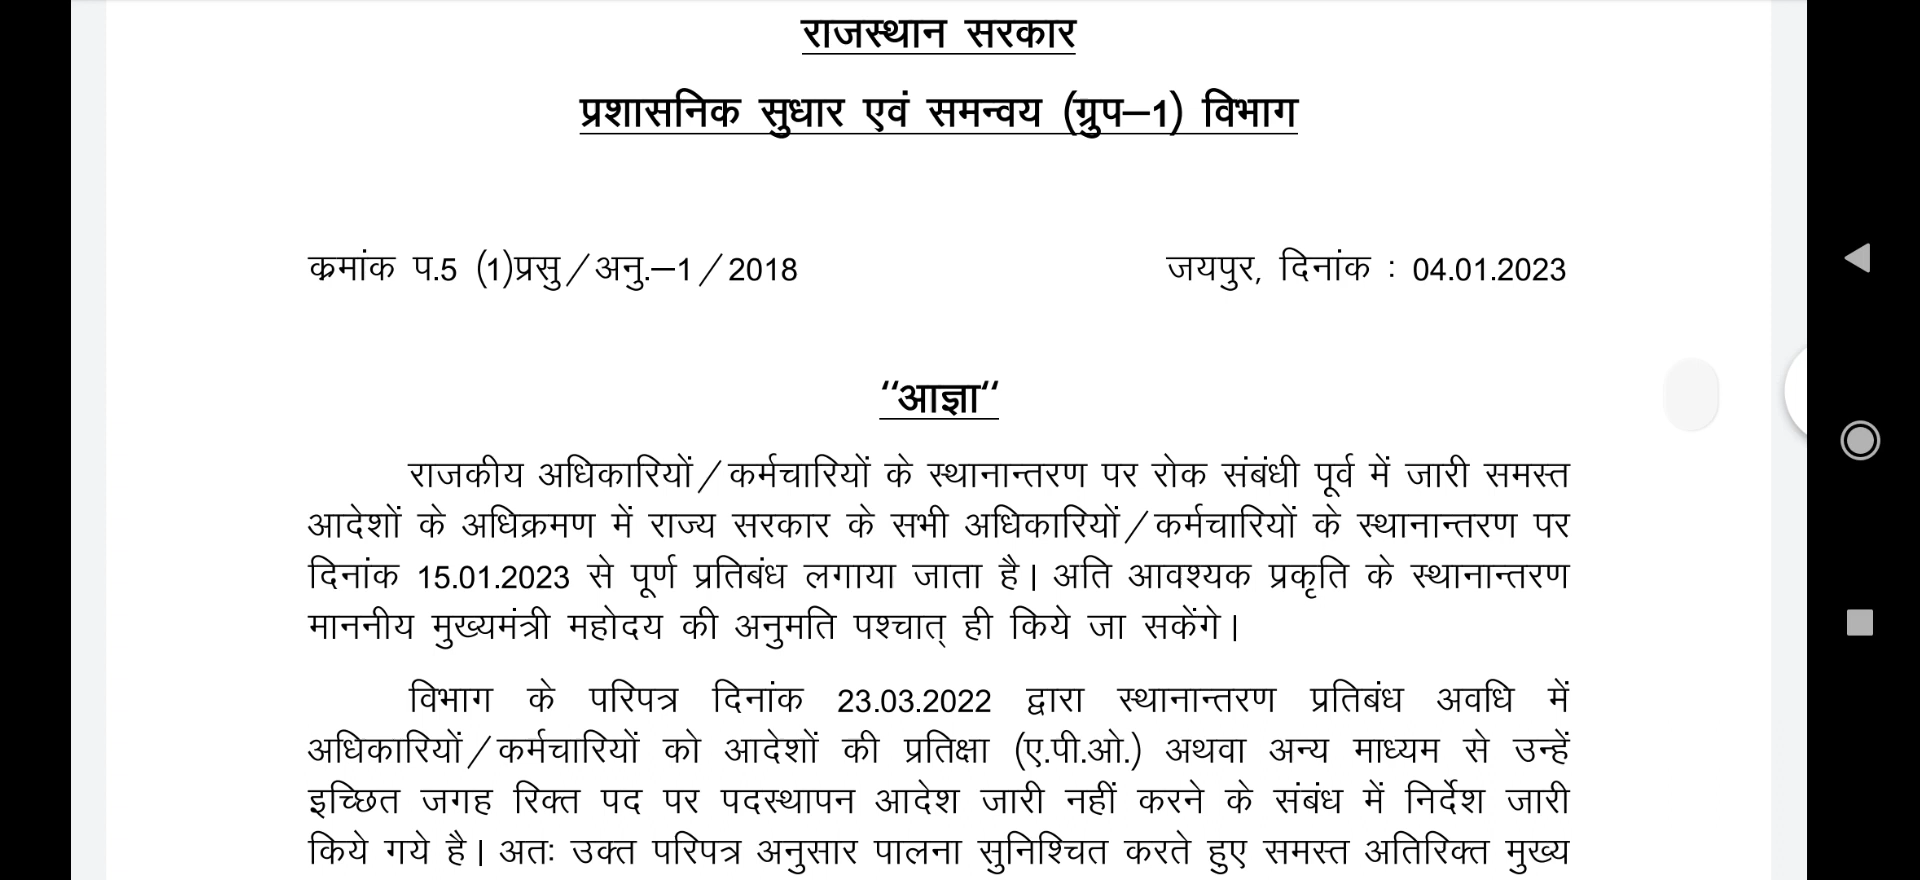 राजस्थान सरकार
प्रशासनिक सुधार एवं समन्वय (ग्रुप–1) विभाग
क्रमांक प.5 (1)प्रसु/अनु.–1/2018 जयपुर, दिनांक : 04.01.2023
“आज्ञा“
राजकीय अधिकारियों/कर्मचारियों के स्थानान्तरण पर रोक संबंधी पूर्व में जारी समस्त
आदेशों के अधिक्रमण में राज्य सरकार के सभी अधिकारियों/कर्मचारियों के स्थानान्तरण पर
दिनांक 15.01.2023 से पूर्ण प्रतिबंध लगाया जाता है। अति आवश्यक प्रकृति के स्थानान्तरण
माननीय मुख्यमंत्री महोदय की अनुमति पश्चात् ही किये जा सकेंगे।
विभाग के परिपत्र दिनांक 23.03.2022 द्वारा स्थानान्तरण प्रतिबंध अवधि में
अधिकारियों/कर्मचारियों को आदेशों की प्रतिक्षा (ए.पी.ओ.) अथवा अन्य माध्यम से उन्हें
इच्छित जगह रिक्त पद पर पदस्थापन आदेश जारी नहीं करने के संबंध में निर्देश जारी
किये गये है। अतः उक्त परिपत्र अनुसार पालना सुनिश्चित करते हुए समस्त अतिरिक्त मुख्य